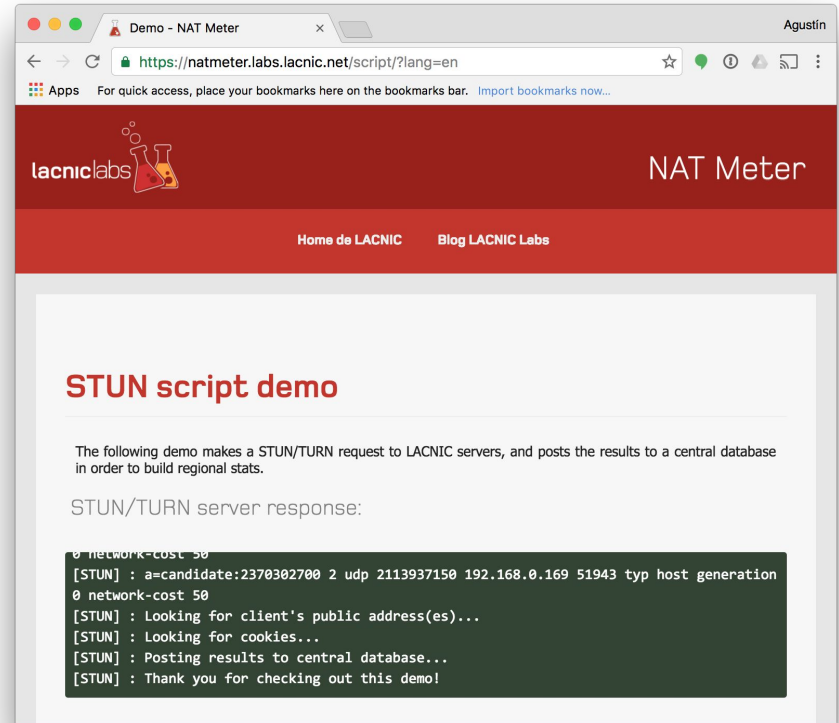 Demo - NAT Meter
Agustín
https://natmeter.labs.lacnic.net/script/?lang=en
Apps For quick access, place your bookmarks here on the bookmarks bar. Import bookmarks now...
lacniclabs
NAT Meter
Home de LACNIC Blog LACNIC Labs
STUN script demo
The following demo makes a STUN/TURN request to LACNIC servers, and posts the results to a central database
in order to build regional stats.
STUN/TURN server response:
0 network-cost 50
[STUN] : a=candidate:2370302700 2 udp 2113937150 192.168.0.169 51943 typ host generation
0 network-cost 50
[STUN] : Looking for client's public address(es)...
[STUN] : Looking for cookies...
[STUN] : Posting results to central database...
[STUN] : Thank you for checking out this demo!